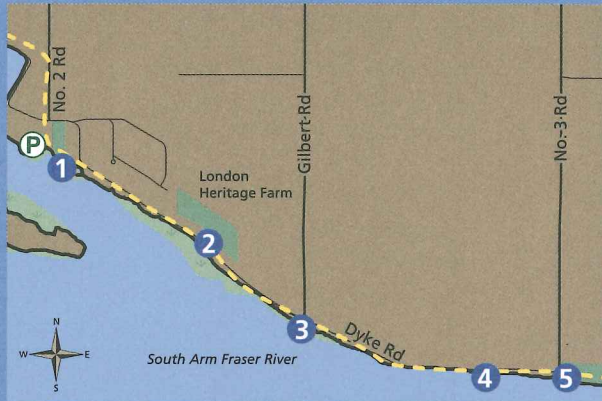 No. 2 Rd
Gilbert Rd
No. 3 Rd
P
1
London
Heritage Farm
2
3
Dyke Rd
4
5
N
W
E
S
South Arm Fraser River